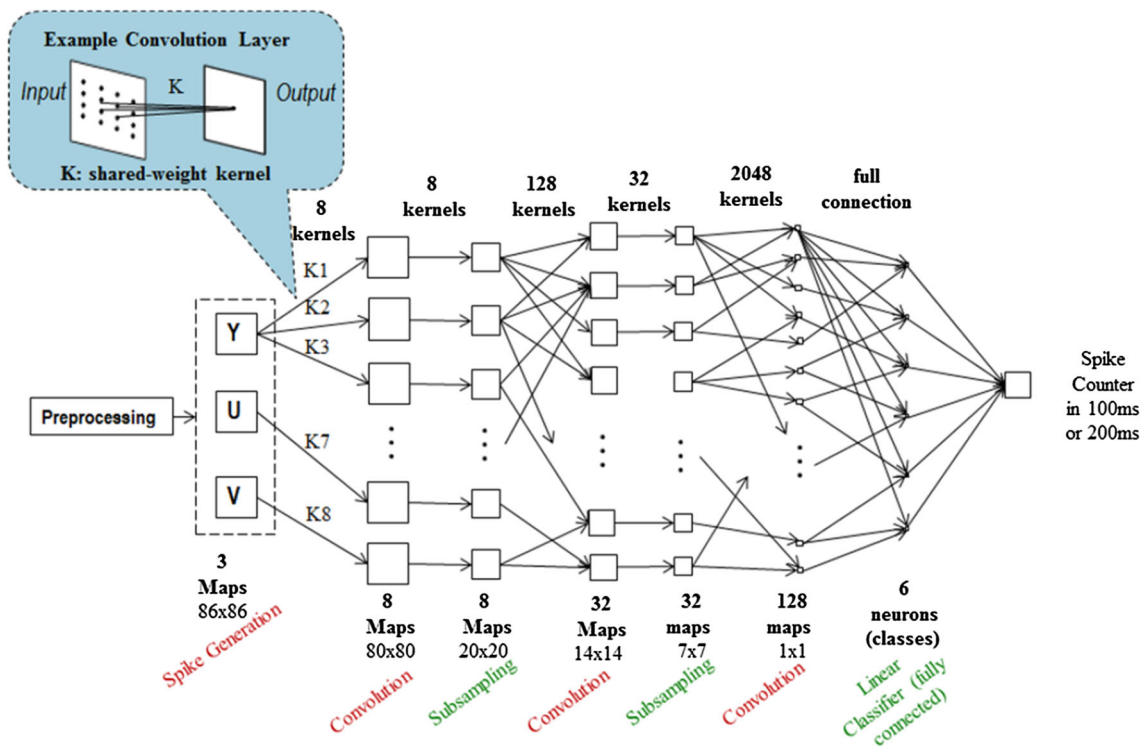 Example Convolution Layer
Input
K
Output
K: shared-weight kernel
8
kernels
8
kernels
128
kernels
32
kernels
2048
kernels
full
connection
K1
K2
K3
K7
K8
Y
U
V
Preprocessing
Spike
Counter
in 100ms
or 200ms
3
Maps
86x86
8
Maps
80x80
8
Maps
20x20
32
Maps
14x14
32
maps
7x7
128
maps
1x1
6
neurons
(classes)
Spike Generation
Convolution
Subsampling
Convolution
Subsampling
Convolution
Linear
Classifier (fully
connected)